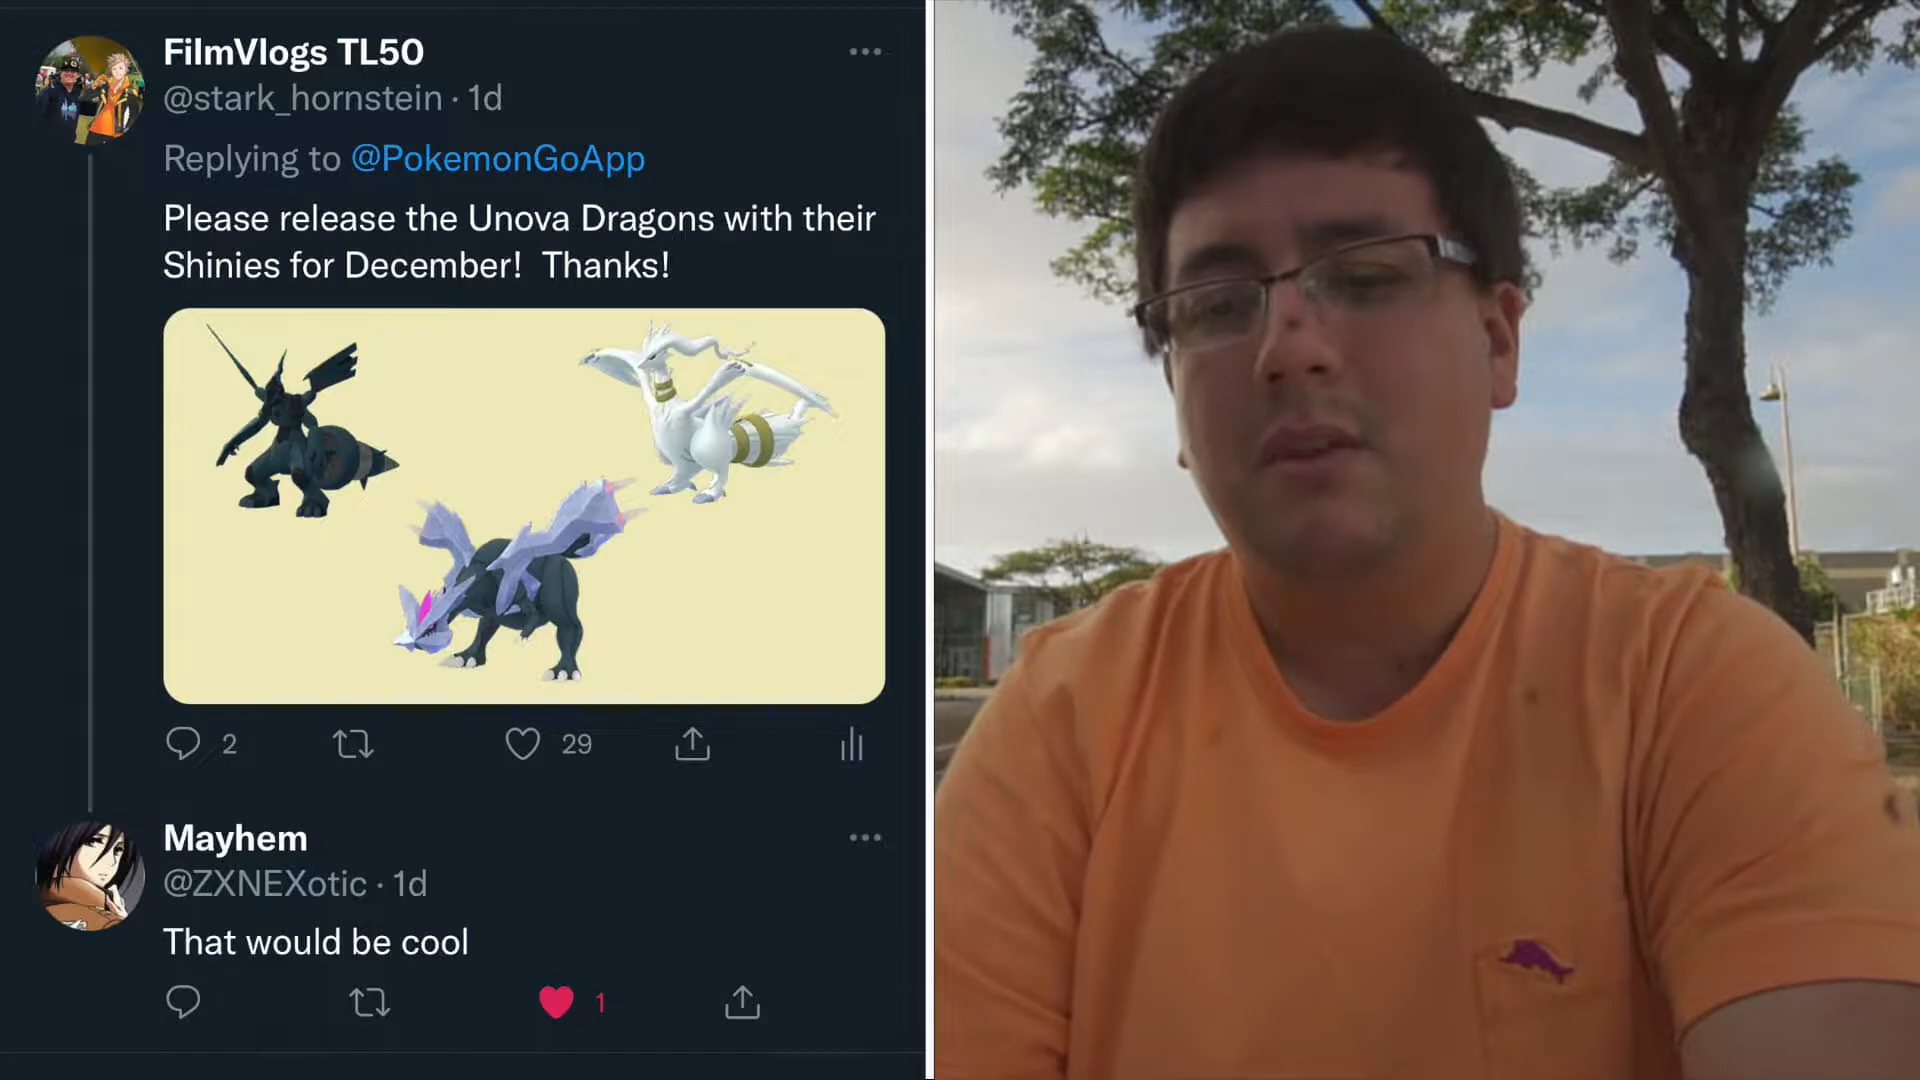 FilmVlogs TL50
@stark_hornstein · 1d
Replying to @PokemonGoApp
Please release the Unova Dragons with their
Shinies for December!  Thanks!
2
29
Mayhem
@ZXNEXotic · 1d
That would be cool
1